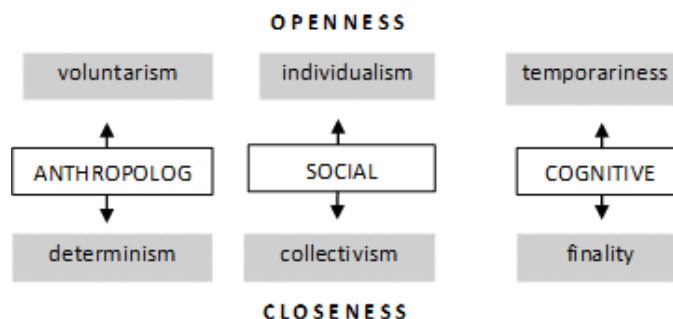 OPENNESS
voluntarism individualism temporariness
ANTHROPOLOG SOCIAL COGNITIVE
determinism collectivism finality
CLOSENESS